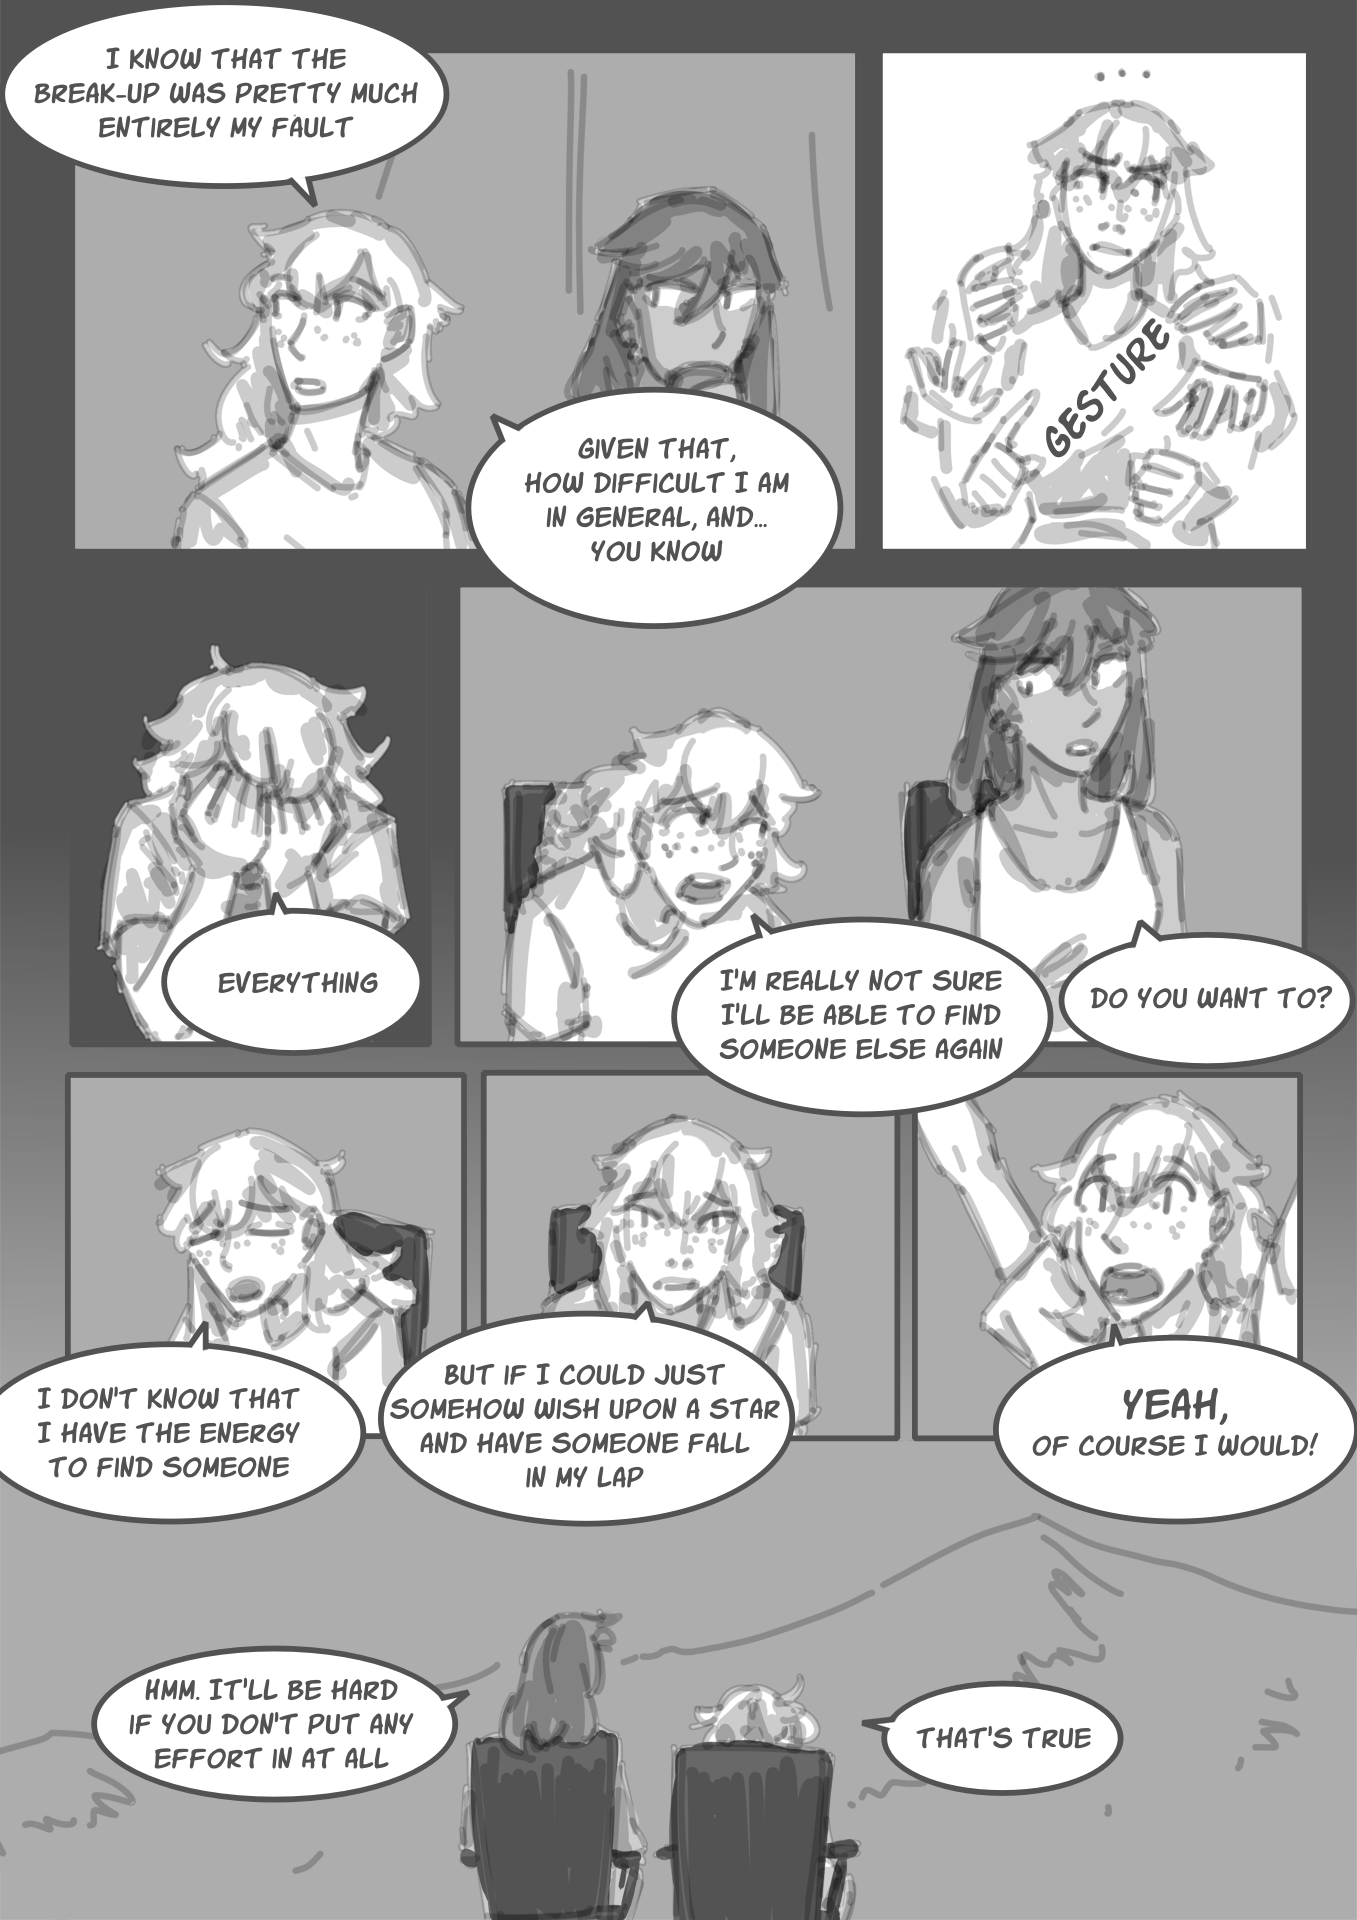 I KNOW THAT THE
BREAK-UP WAS PRETTY MUCH
ENTIRELY MY FAULT
GIVEN THAT,
HOW DIFFICULT I AM
IN GENERAL, AND...
YOU KNOW
...
GESTURE
EVERYTHING
I'M REALLY NOT SURE
I'LL BE ABLE TO FIND
SOMEONE ELSE AGAIN
DO YOU WANT TO?
I DON'T KNOW THAT
I HAVE THE ENERGY
TO FIND SOMEONE
BUT IF I COULD JUST
SOMEHOW WISH UPON A STAR
AND HAVE SOMEONE FALL
IN MY LAP
YEAH,
OF COURSE I WOULD!
HMM. IT'LL BE HARD
IF YOU DON'T PUT ANY
EFFORT IN AT ALL
THAT'S TRUE